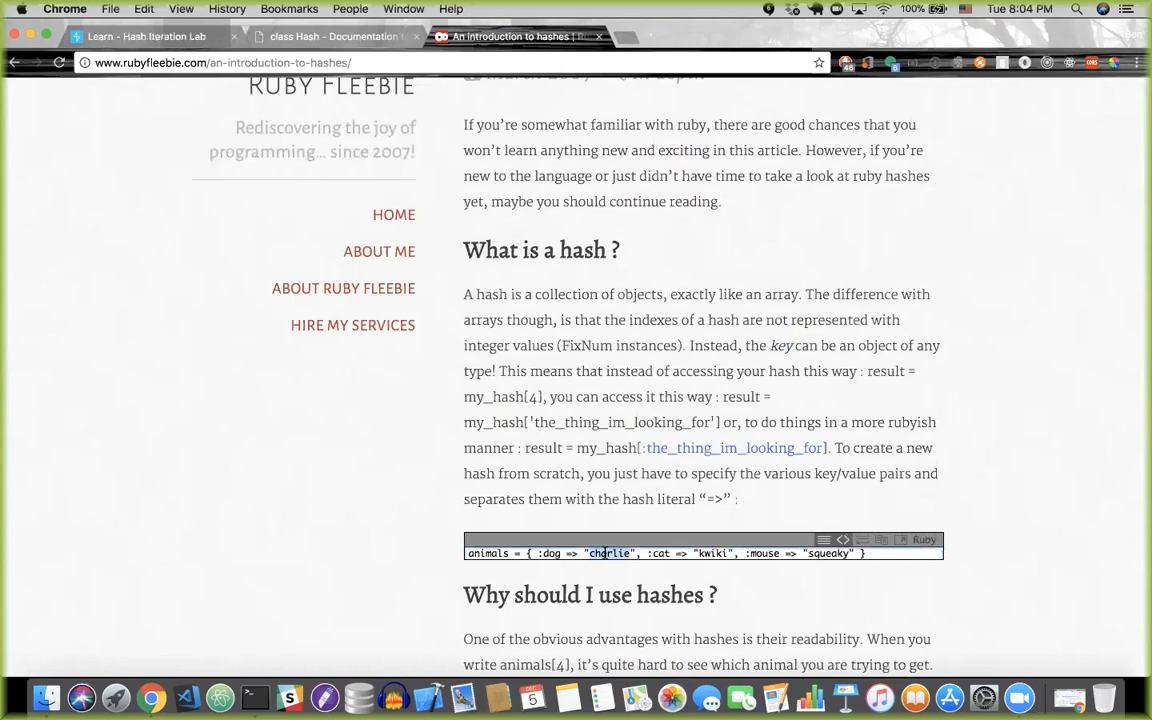 Chrome File Edit View History Bookmarks People Window Help 100% Tue 8:04 PM
Learn - Hash Iteration Lab × class Hash - Documentation × An introduction to hashes | ×
www.rubyfleebie.com/an-introduction-to-hashes/
RUBY FLEEBIE
Rediscovering the joy of
programming... since 2007!
HOME
ABOUT ME
ABOUT RUBY FLEEBIE
HIRE MY SERVICES
If you’re somewhat familiar with ruby, there are good chances that you
won’t learn anything new and exciting in this article. However, if you’re
new to the language or just didn’t have time to take a look at ruby hashes
yet, maybe you should continue reading.
What is a hash ?
A hash is a collection of objects, exactly like an array. The difference with
arrays though, is that the indexes of a hash are not represented with
integer values (FixNum instances). Instead, the key can be an object of any
type! This means that instead of accessing your hash this way : result =
my_hash[4], you can access it this way : result =
my_hash['the_thing_im_looking_for'] or, to do things in a more rubyish
manner : result = my_hash[:the_thing_im_looking_for]. To create a new
hash from scratch, you just have to specify the various key/value pairs and
separates them with the hash literal “=>” :
Ruby
animals = { :dog => "charlie", :cat => "kwiki", :mouse => "squeaky" }
Why should I use hashes ?
One of the obvious advantages with hashes is their readability. When you
write animals[4], it’s quite hard to see which animal you are trying to get.